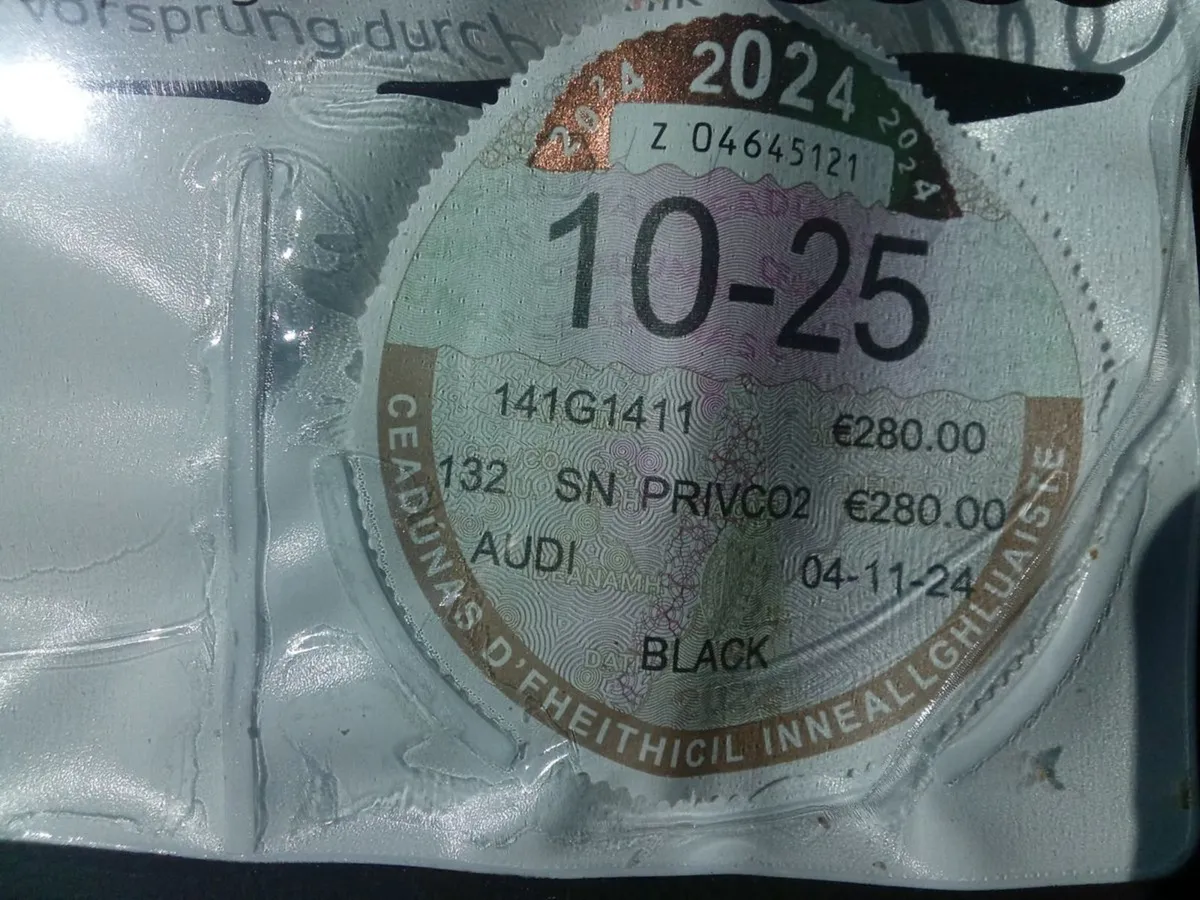 Vorsprung durch
2024 2024 2024
Z 04645121
10-25
141G1411 €280.00
132 SN PRIVCO2 €280.00
AUDI 04-11-24
BLACK
CEADÚNAS D'FHEITHICIL INNEALLGHLUAISTE